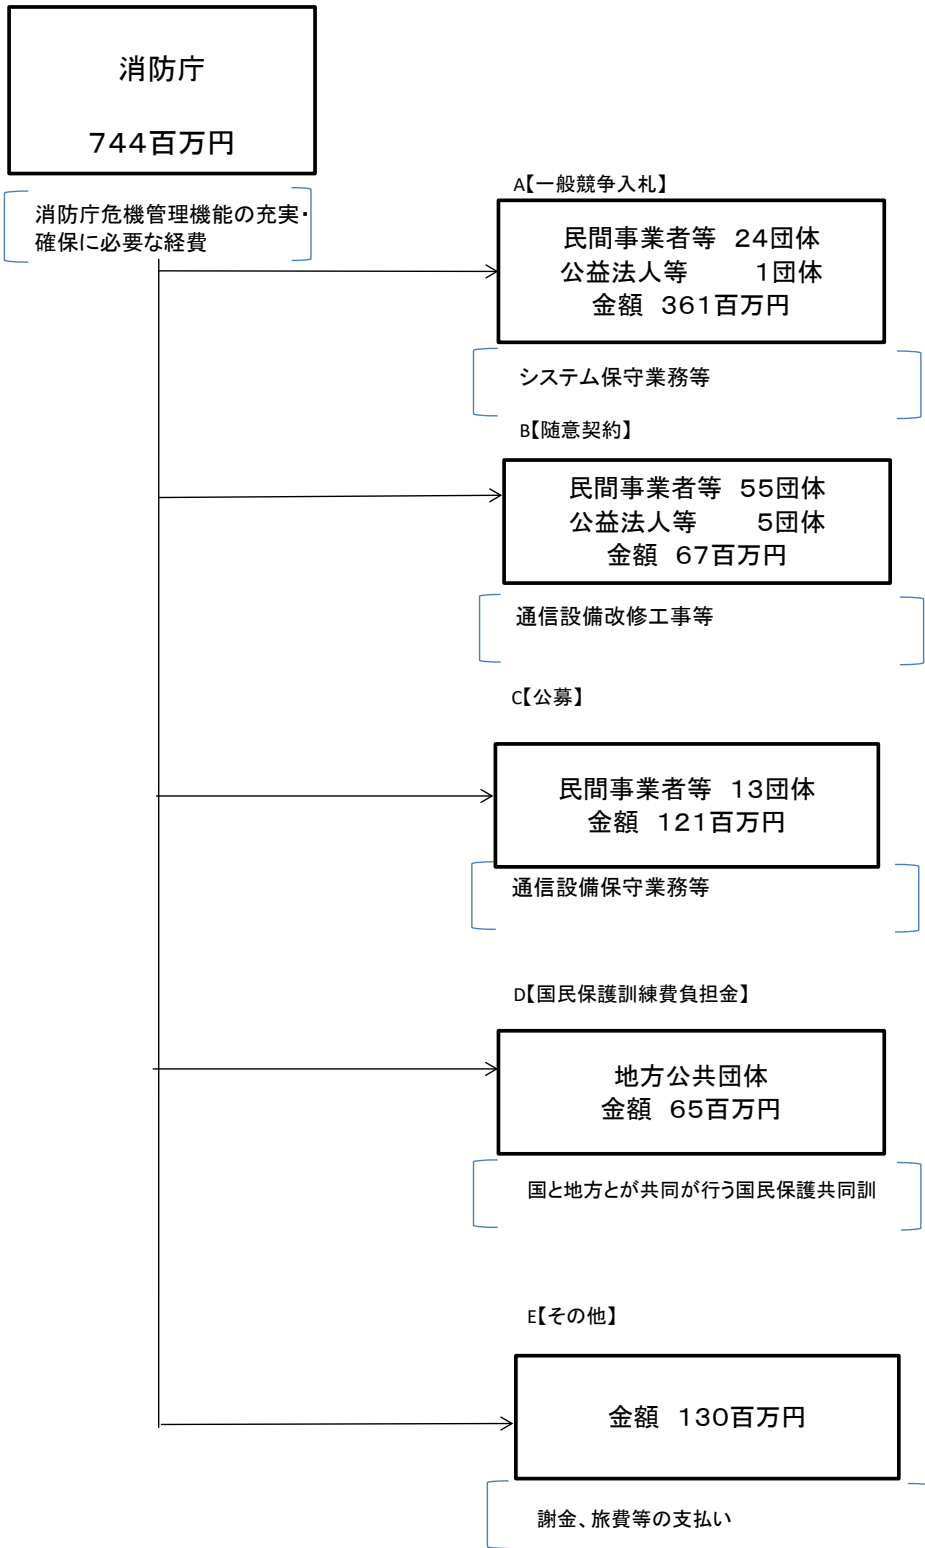 消防庁
744百万円
消防庁危機管理機能の充実・
確保に必要な経費
A【一般競争入札】
民間事業者等　24団体
公益法人等　　　1団体
金額　361百万円
システム保守業務等
B【随意契約】
民間事業者等　55団体
公益法人等　　　5団体
金額　67百万円
通信設備改修工事等
C【公募】
民間事業者等　13団体
金額　121百万円
通信設備保守業務等
D【国民保護訓練費負担金】
地方公共団体
金額　65百万円
国と地方とが共同が行う国民保護共同訓
E【その他】
金額　130百万円
謝金、旅費等の支払い